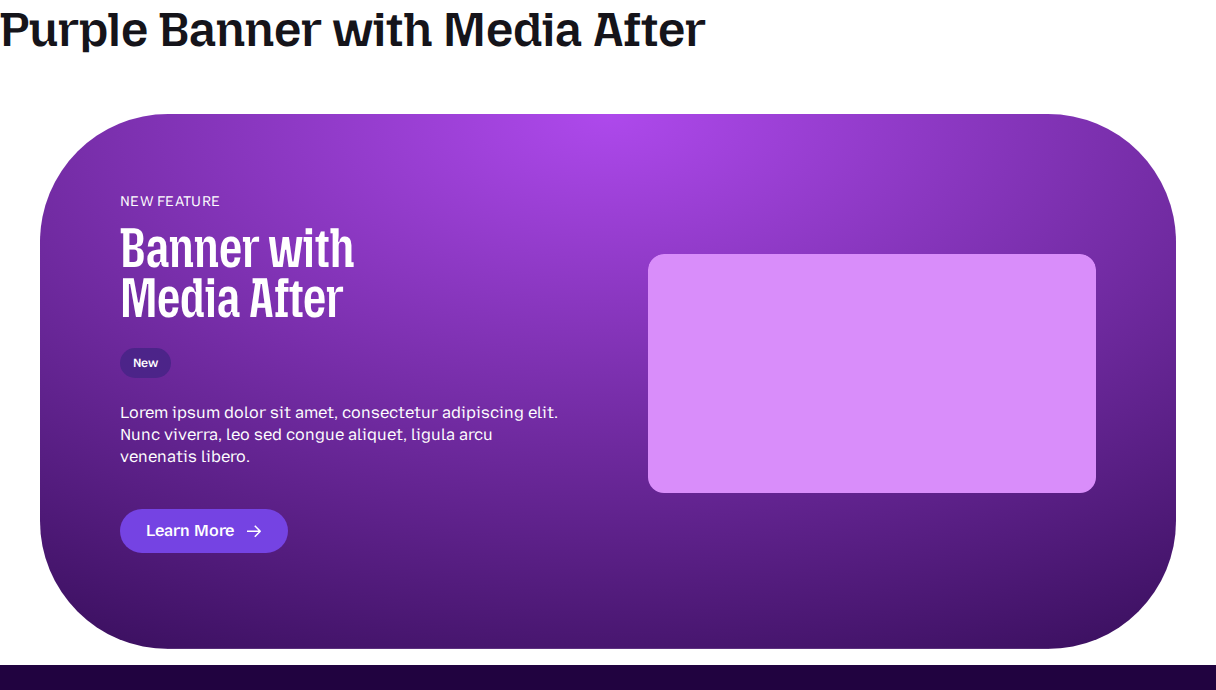 Purple Banner with Media After
NEW FEATURE
Banner with
Media After
New
Lorem ipsum dolor sit amet, consectetur adipiscing elit.
Nunc viverra, leo sed congue aliquet, ligula arcu
venenatis libero.
Learn More